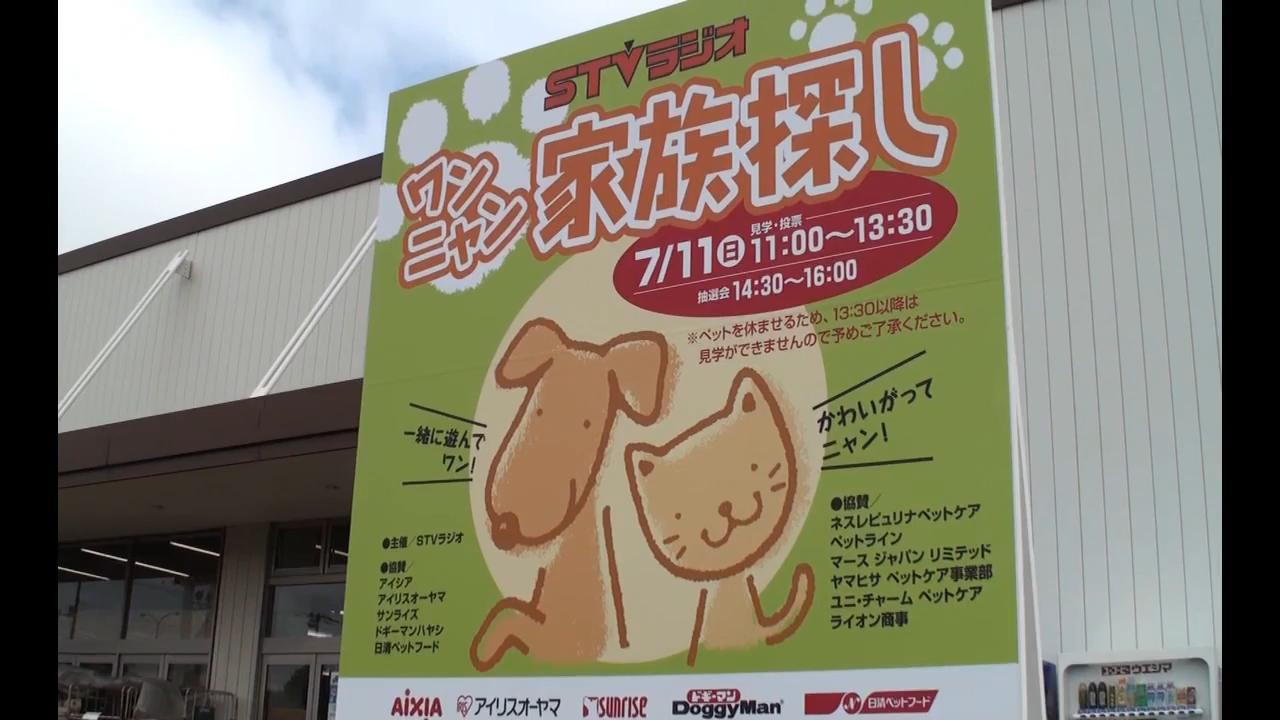 STVラジオ
ワンニャン
家族探し
見学・投票
7/11㊐11:00〜13:30
抽選会 14:30〜16:00
※ペットを休ませるため、13:30以降は
見学ができませんので予めご了承ください。
一緒に遊んで
ワン!
かわいがって
ニャン!
●主催/STVラジオ
●協賛/
アイシア
アイリスオーヤマ
サンライズ
ドギーマンハヤシ
日清ペットフード
●協賛/
ネスレピュリナペットケア
ペットライン
マース ジャパン リミテッド
ヤマヒサ ペットケア事業部
ユニ・チャーム ペットケア
ライオン商事
AIXIA
アイリスオーヤマ
SUNRISE
ドギーマン
DoggyMan
日清ペットフード
コーヒーウエシマ